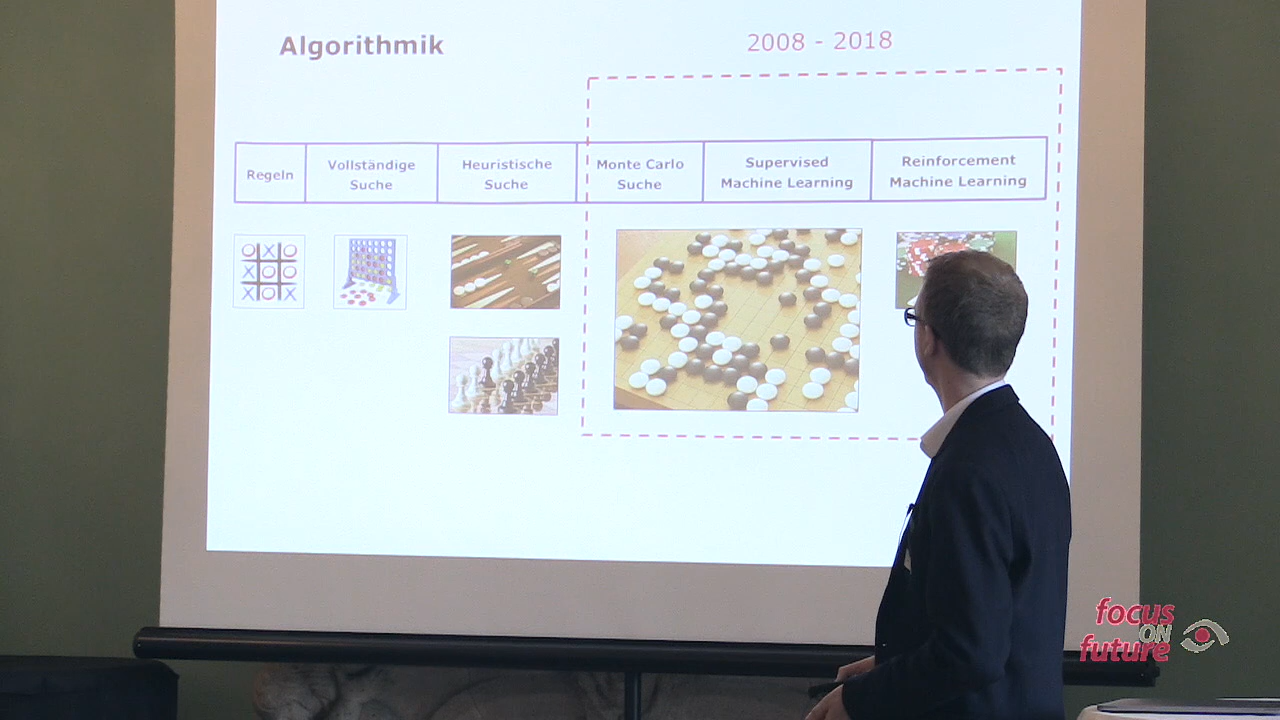 Algorithmik
2008 - 2018
Regeln
Vollständige
Suche
Heuristische
Suche
Monte Carlo
Suche
Supervised
Machine Learning
Reinforcement
Machine Learning
focus
ON
future